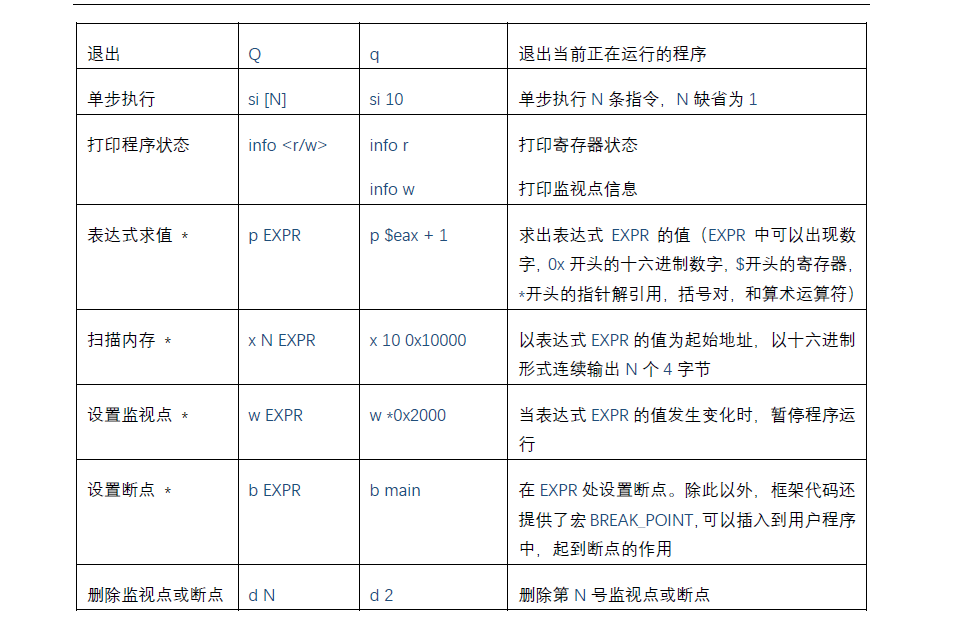 退出 Q q 退出当前正在运行的程序
单步执行 si [N] si 10 单步执行 N 条指令，N 缺省为 1
打印程序状态 info <r/w> info r 打印寄存器状态
info w 打印监视点信息
表达式求值 * p EXPR p $eax + 1 求出表达式 EXPR 的值（EXPR 中可以出现数
字，0x 开头的十六进制数字，$开头的寄存器，
*开头的指针解引用，括号对，和算术运算符）
扫描内存 * x N EXPR x 10 0x10000 以表达式 EXPR 的值为起始地址，以十六进制
形式连续输出 N 个 4 字节
设置监视点 * w EXPR w *0x2000 当表达式 EXPR 的值发生变化时，暂停程序运
行
设置断点 * b EXPR b main 在 EXPR 处设置断点。除此以外，框架代码还
提供了宏 BREAK_POINT，可以插入到用户程序
中，起到断点的作用
删除监视点或断点 d N d 2 删除第 N 号监视点或断点